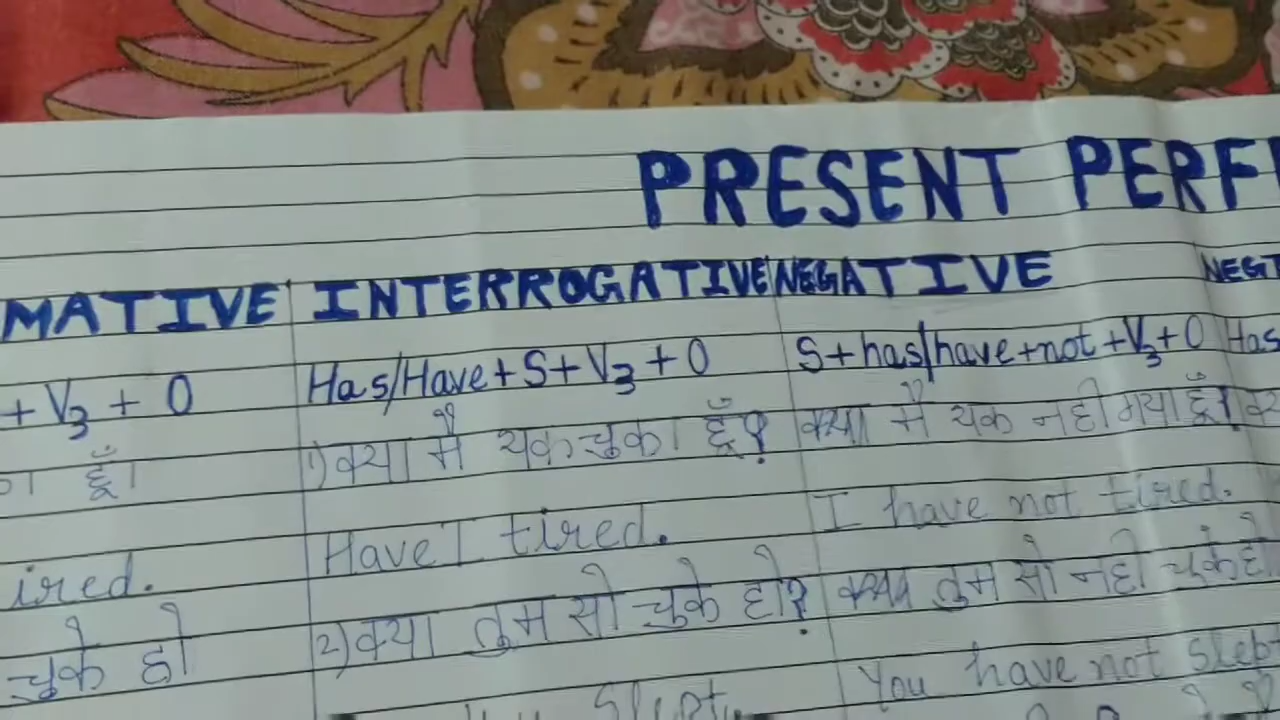 PRESENT PERF
MATIVE INTERROGATIVE NEGATIVE NEGT
+ V3 + O Has/Have + S + V3 + O S + has/have + not + V3 + O Has
हूँ। 1) क्या मैं थक चुका हूँ? क्या मैं थक नही गया हूँ?
ired. Have I tired. I have not tired.
चुके हो 2) क्या तुम सो चुके हो? क्या तुम सो नही चुके हो
Slept. You have not slept